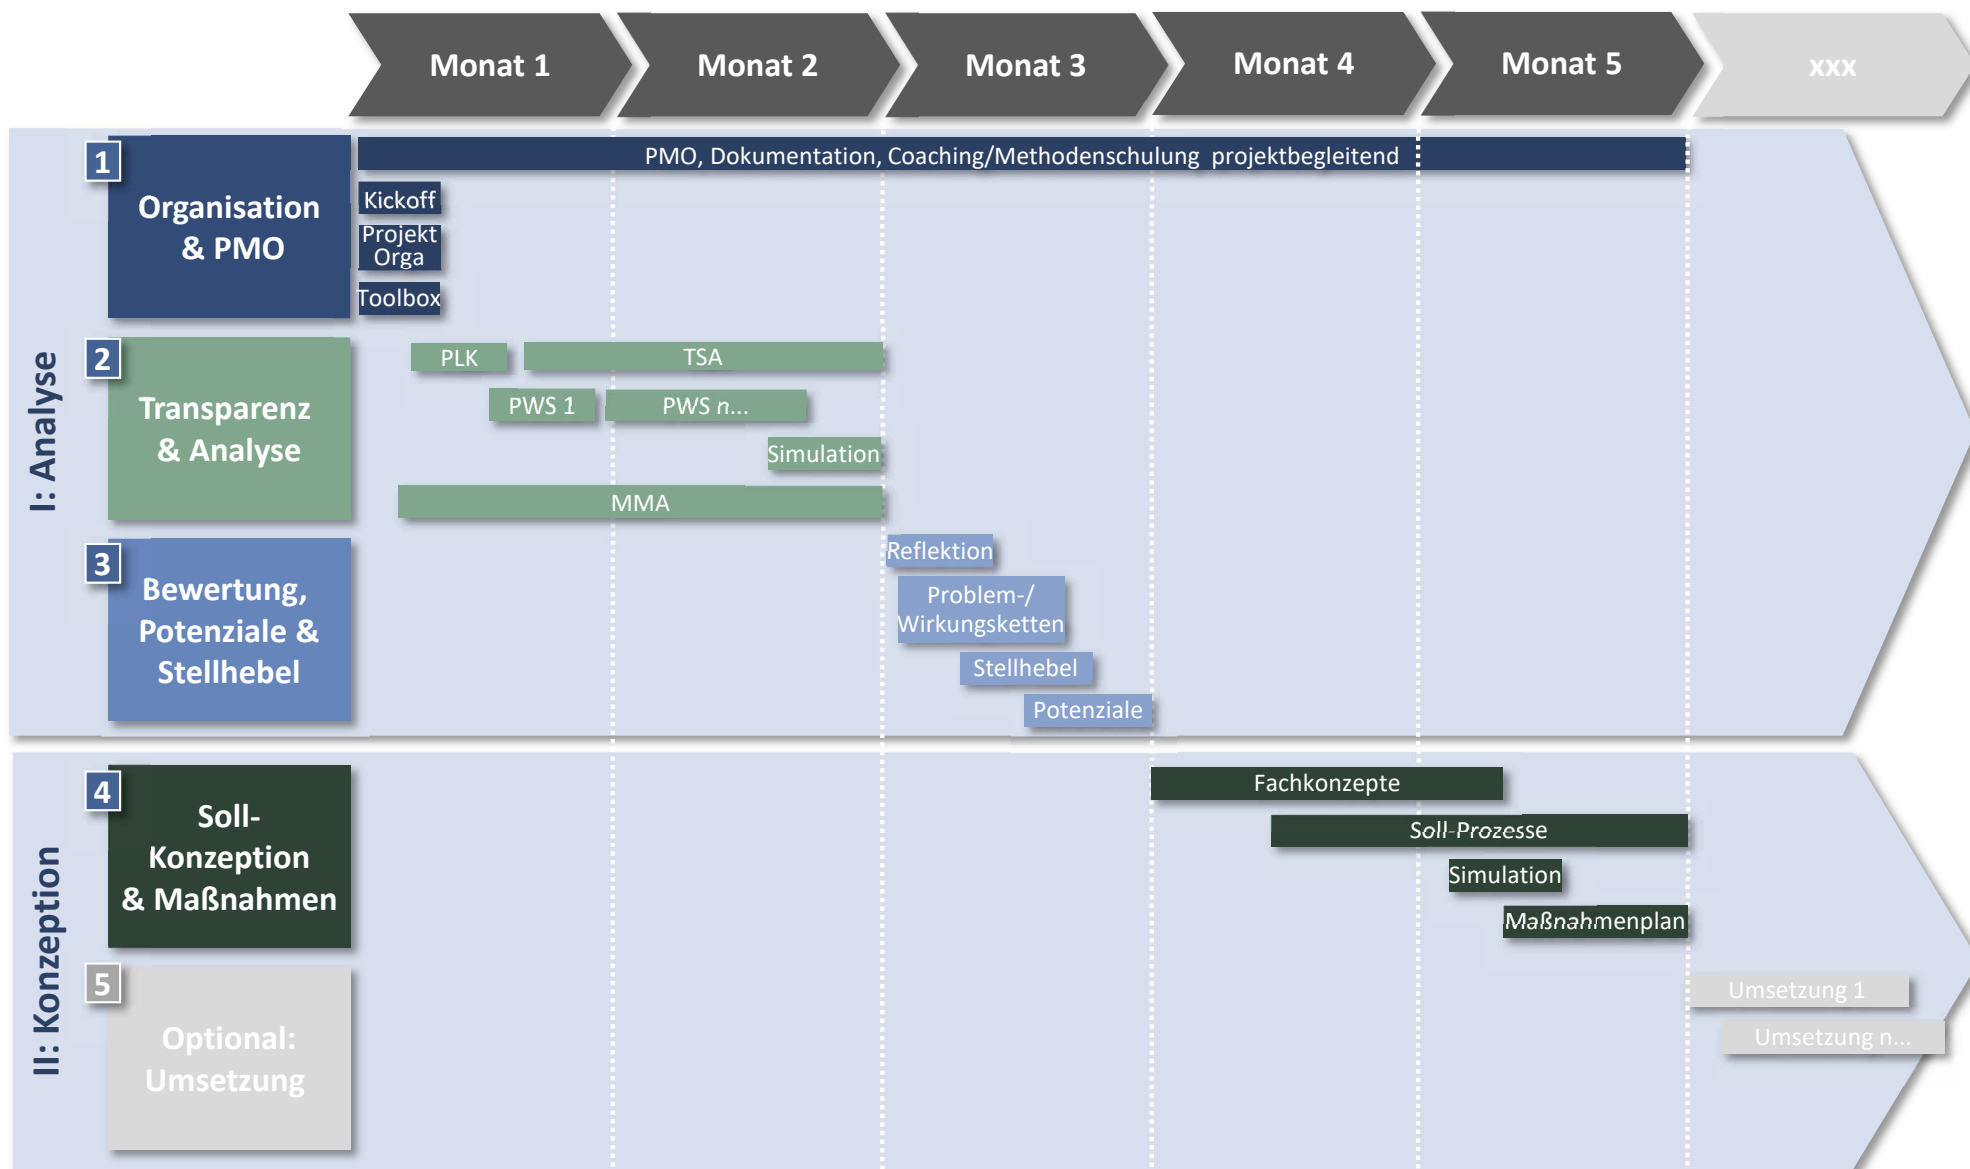 Monat 1
Monat 2
Monat 3
Monat 4
Monat 5
xxx
I: Analyse
1
Organisation
& PMO
PMO, Dokumentation, Coaching/Methodenschulung projektbegleitend
Kickoff
Projekt
Orga
Toolbox
2
Transparenz
& Analyse
PLK
TSA
PWS 1
PWS n...
Simulation
MMA
3
Bewertung,
Potenziale &
Stellhebel
Reflektion
Problem-/
Wirkungsketten
Stellhebel
Potenziale
II: Konzeption
4
Soll-
Konzeption
& Maßnahmen
Fachkonzepte
Soll-Prozesse
Simulation
Maßnahmenplan
5
Optional:
Umsetzung
Umsetzung 1
Umsetzung n...